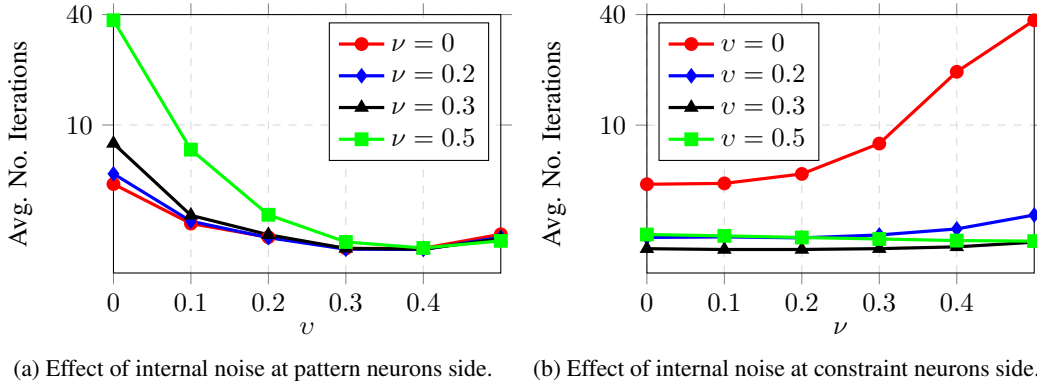 40
10
Avg. No. Iterations
ν = 0
ν = 0.2
ν = 0.3
ν = 0.5
0 0.1 0.2 0.3 0.4
υ
(a) Effect of internal noise at pattern neurons side.
40
10
Avg. No. Iterations
υ = 0
υ = 0.2
υ = 0.3
υ = 0.5
0 0.1 0.2 0.3 0.4
ν
(b) Effect of internal noise at constraint neurons side.